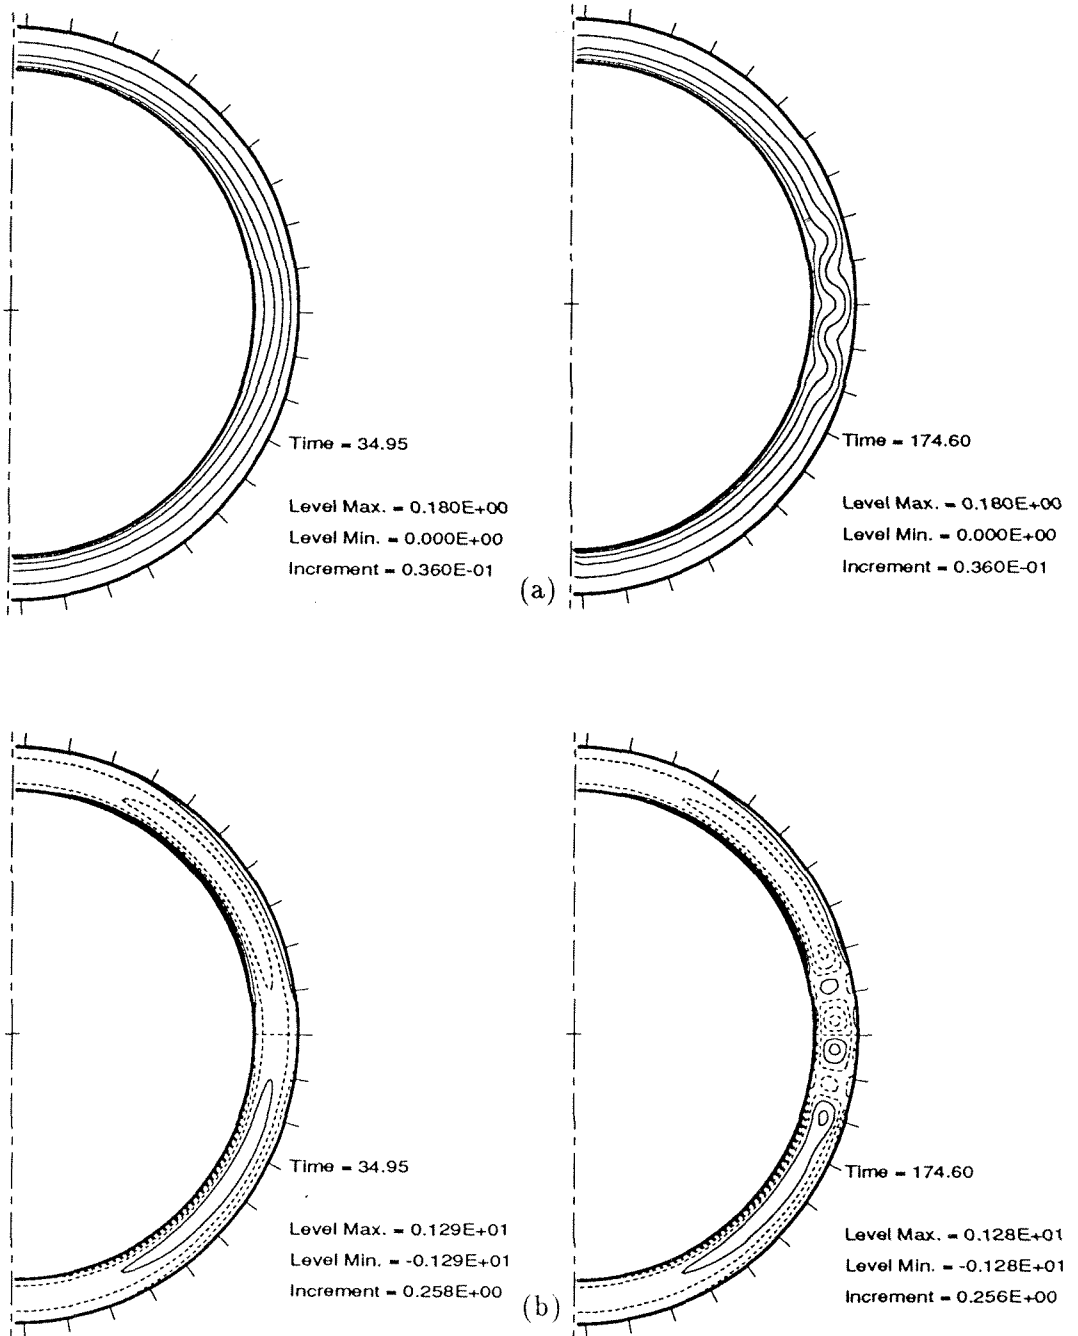 Time = 34.95
Level Max. = 0.180E+00
Level Min. = 0.000E+00
Increment = 0.360E-01
Time = 174.60
Level Max. = 0.180E+00
Level Min. = 0.000E+00
Increment = 0.360E-01
(a)
Time = 34.95
Level Max. = 0.129E+01
Level Min. = -0.129E+01
Increment = 0.258E+00
Time = 174.60
Level Max. = 0.128E+01
Level Min. = -0.128E+01
Increment = 0.256E+00
(b)